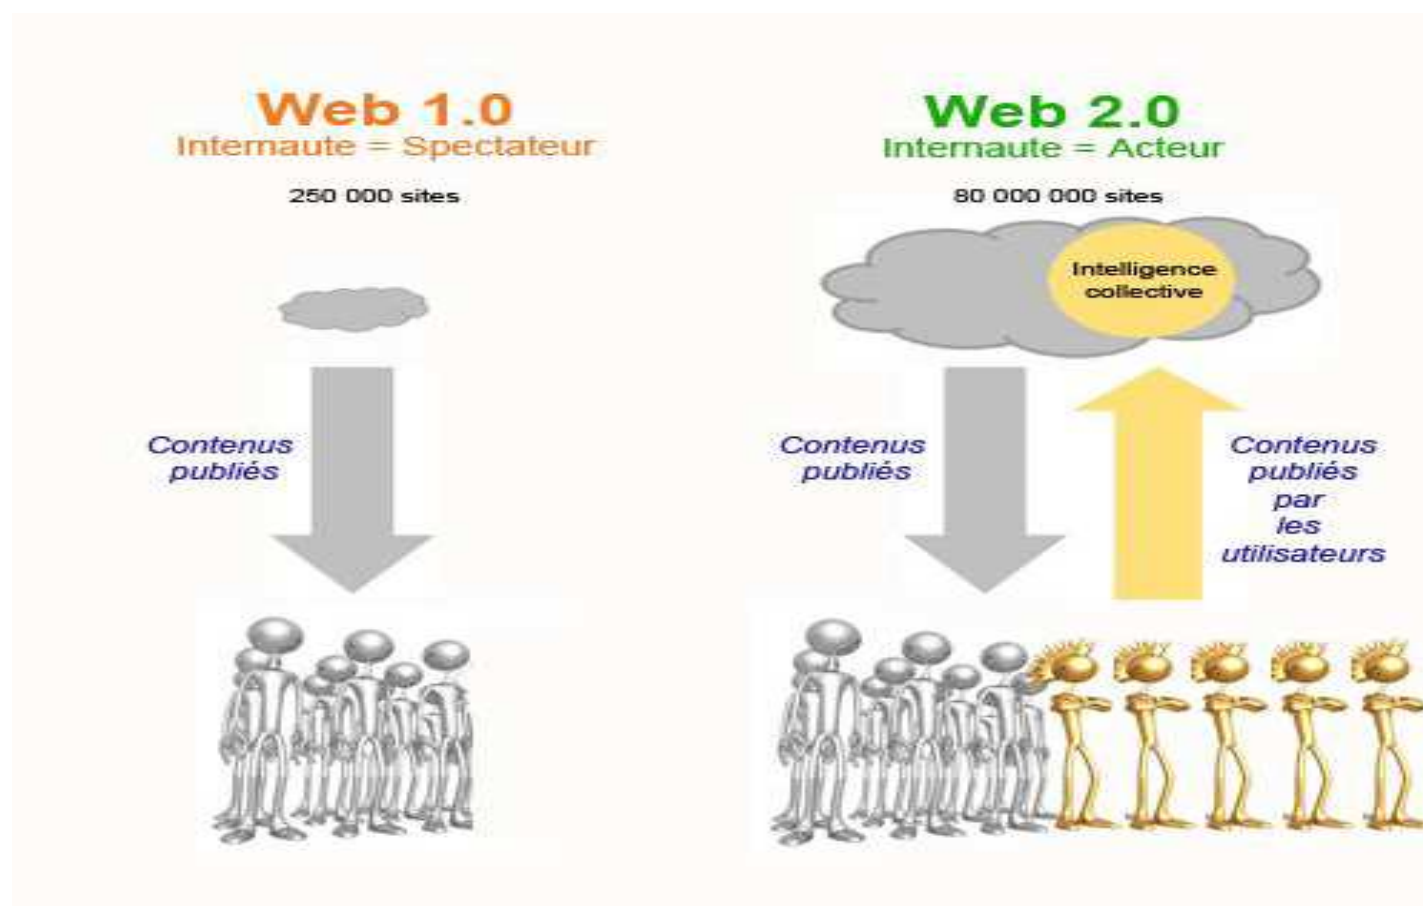 Web 1.0
Internaute = Spectateur
250 000 sites
Contenus
publiés
Web 2.0
Internaute = Acteur
80 000 000 sites
Intelligence
collective
Contenus
publiés
Contenus
publiés
par
les
utilisateurs